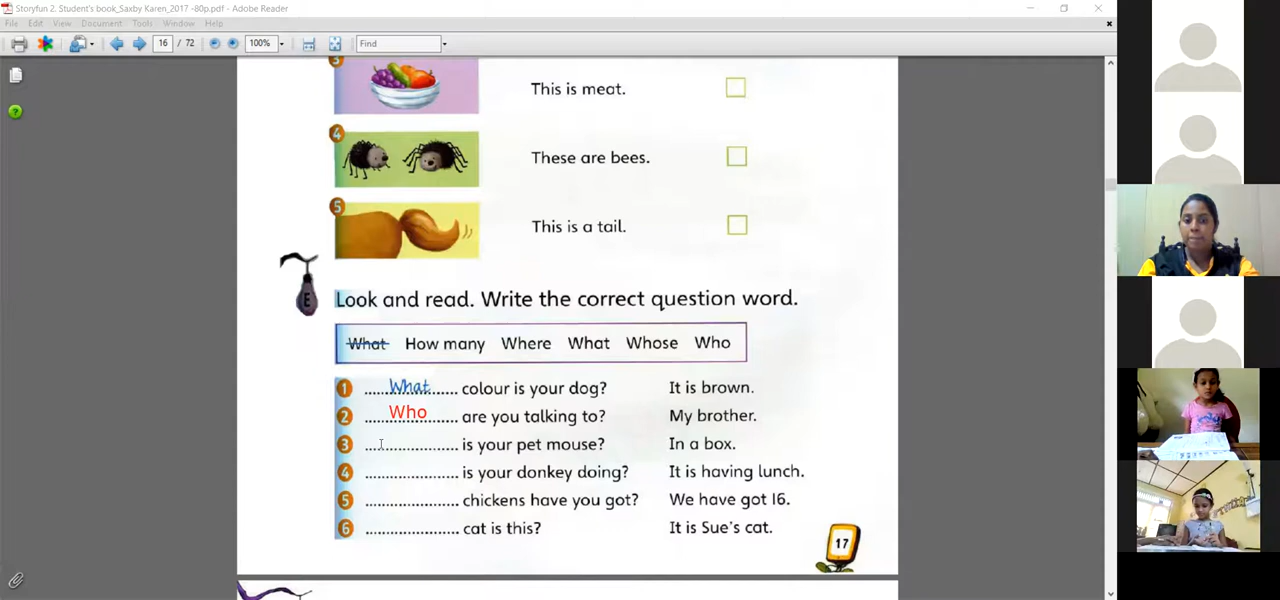 Storyfun 2. Student's book_Saxby Karen_2017 -80p.pdf - Adobe Reader
File Edit View Document Tools Window Help
16 / 72 100% Find
3 This is meat.
4 These are bees.
5 This is a tail.
E Look and read. Write the correct question word.
What How many Where What Whose Who
1 ....What.... colour is your dog? It is brown.
2 ....Who.... are you talking to? My brother.
3 .................... is your pet mouse? In a box.
4 .................... is your donkey doing? It is having lunch.
5 .................... chickens have you got? We have got 16.
6 .................... cat is this? It is Sue's cat.
17